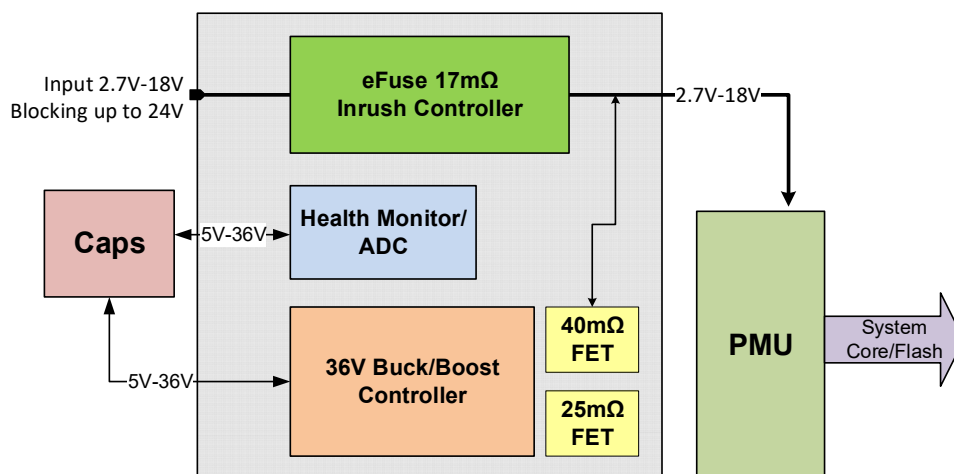 Input 2.7V-18V
Blocking up to 24V
eFuse 17mΩ
Inrush Controller
2.7V-18V
Caps
5V-36V
Health Monitor/
ADC
5V-36V
36V Buck/Boost
Controller
40mΩ
FET
25mΩ
FET
PMU
System
Core/Flash